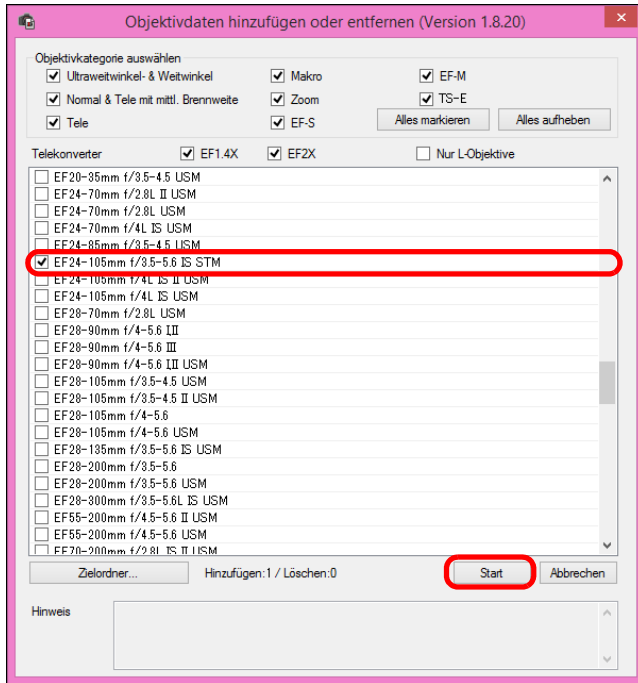 Objektivdaten hinzufügen oder entfernen (Version 1.8.20)
Objektivkategorie auswählen
Ultraweitwinkel- & Weitwinkel Makro EF-M
Normal & Tele mit mittl. Brennweite Zoom TS-E
Tele EF-S Alles markieren Alles aufheben
Telekonverter EF1.4X EF2X Nur L-Objektive
EF20-35mm f/3.5-4.5 USM
EF24-70mm f/2.8L II USM
EF24-70mm f/2.8L USM
EF24-70mm f/4L IS USM
EF24-85mm f/3.5-4.5 USM
EF24-105mm f/3.5-5.6 IS STM
EF24-105mm f/4L IS II USM
EF24-105mm f/4L IS USM
EF28-70mm f/2.8L USM
EF28-90mm f/4-5.6 I,II
EF28-90mm f/4-5.6 III
EF28-90mm f/4-5.6 I,II USM
EF28-105mm f/3.5-4.5 USM
EF28-105mm f/3.5-4.5 II USM
EF28-105mm f/4-5.6
EF28-105mm f/4-5.6 USM
EF28-135mm f/3.5-5.6 IS USM
EF28-200mm f/3.5-5.6
EF28-200mm f/3.5-5.6 USM
EF28-300mm f/3.5-5.6L IS USM
EF55-200mm f/4.5-5.6 II USM
EF55-200mm f/4.5-5.6 USM
EF70-200mm f/2.8L IS II USM
Zielordner... Hinzufügen:1 / Löschen:0 Start Abbrechen
Hinweis